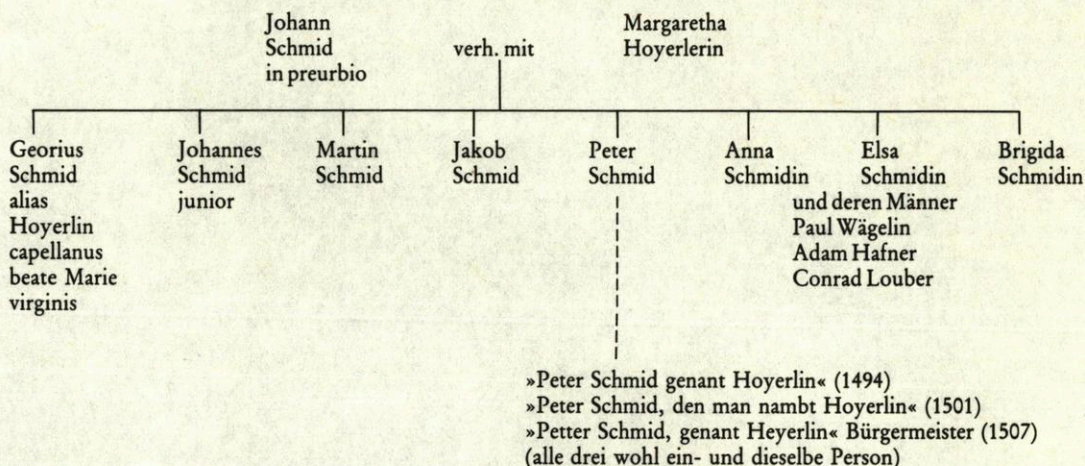 Johann
Schmid
in preurbio
verh. mit
Margaretha
Hoyerlerin
Georius
Schmid
alias
Hoyerlin
capellanus
beate Marie
virginis
Johannes
Schmid
junior
Martin
Schmid
Jakob
Schmid
Peter
Schmid
Anna
Schmidin
Elsa
Schmidin
Brigida
Schmidin
und deren Männer
Paul Wägelin
Adam Hafner
Conrad Louber
»Peter Schmid genant Hoyerlin« (1494)
»Peter Schmid, den man nambt Hoyerlin« (1501)
»Petter Schmid, genant Heyerlin« Bürgermeister (1507)
(alle drei wohl ein- und dieselbe Person)